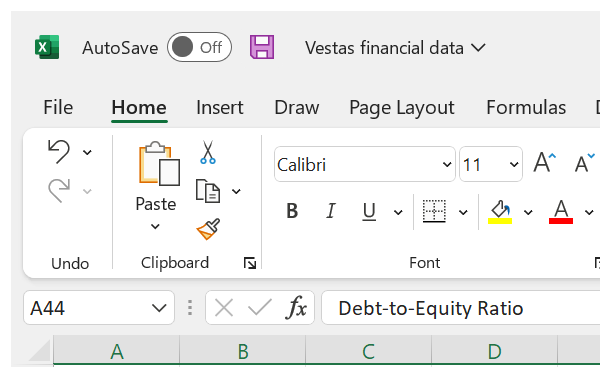 AutoSave Off Vestas financial data
File Home Insert Draw Page Layout Formulas
Calibri 11
Paste
B I U A
Undo Clipboard Font
A44 fx Debt-to-Equity Ratio
A B C D